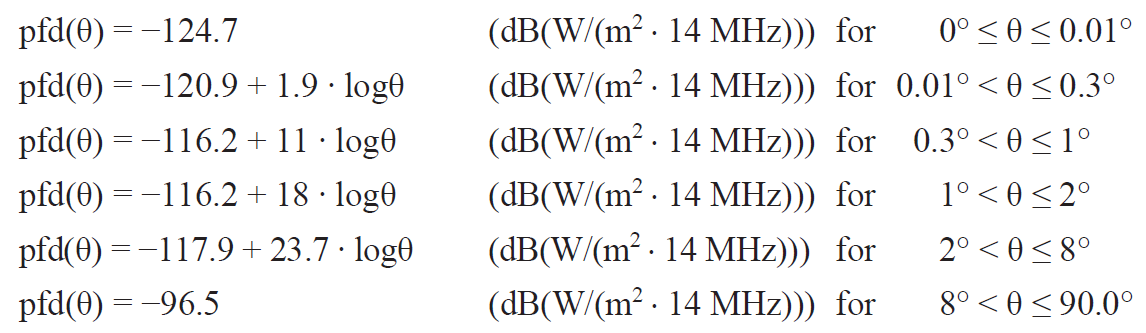 pfd(θ) = −124.7 (dB(W/(m² · 14 MHz))) for 0° ≤ θ ≤ 0.01°
pfd(θ) = −120.9 + 1.9 · logθ (dB(W/(m² · 14 MHz))) for 0.01° < θ ≤ 0.3°
pfd(θ) = −116.2 + 11 · logθ (dB(W/(m² · 14 MHz))) for 0.3° < θ ≤ 1°
pfd(θ) = −116.2 + 18 · logθ (dB(W/(m² · 14 MHz))) for 1° < θ ≤ 2°
pfd(θ) = −117.9 + 23.7 · logθ (dB(W/(m² · 14 MHz))) for 2° < θ ≤ 8°
pfd(θ) = −96.5 (dB(W/(m² · 14 MHz))) for 8° < θ ≤ 90.0°